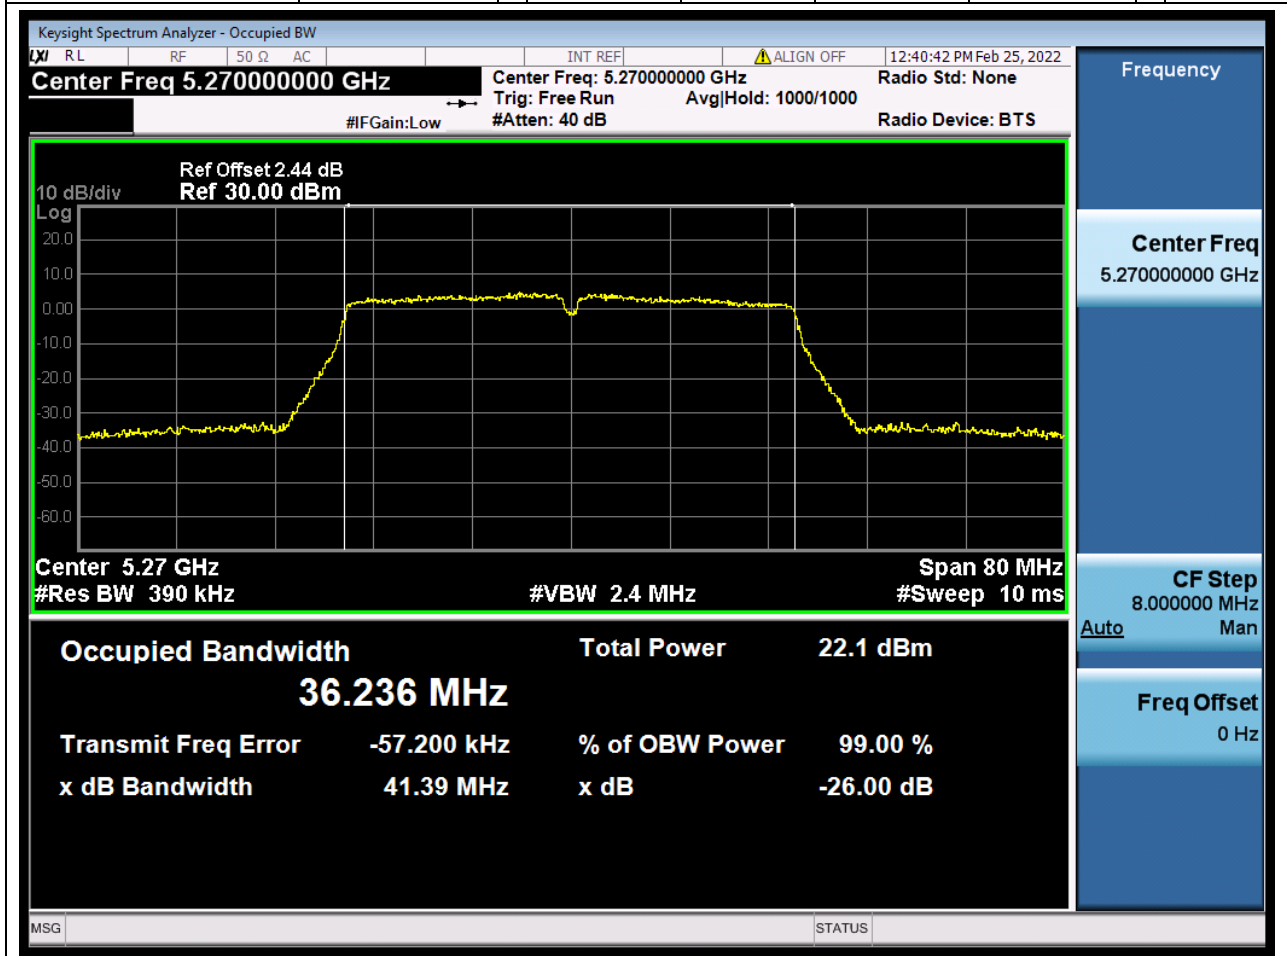 Keysight Spectrum Analyzer - Occupied BW
LXI RL RF 50 Ω AC INT REF ALIGN OFF 12:40:42 PM Feb 25, 2022
Center Freq 5.270000000 GHz
Center Freq: 5.270000000 GHz
Radio Std: None
Trig: Free Run Avg|Hold: 1000/1000
#IFGain:Low
#Atten: 40 dB
Radio Device: BTS
Ref Offset 2.44 dB
10 dB/div Ref 30.00 dBm
Log
20.0
10.0
0.00
-10.0
-20.0
-30.0
-40.0
-50.0
-60.0
Center 5.27 GHz Span 80 MHz
#Res BW 390 kHz #VBW 2.4 MHz #Sweep 10 ms
Occupied Bandwidth Total Power 22.1 dBm
36.236 MHz
Transmit Freq Error -57.200 kHz % of OBW Power 99.00 %
x dB Bandwidth 41.39 MHz x dB -26.00 dB
MSG STATUS
Frequency
Center Freq
5.270000000 GHz
CF Step
8.000000 MHz
Auto Man
Freq Offset
0 Hz